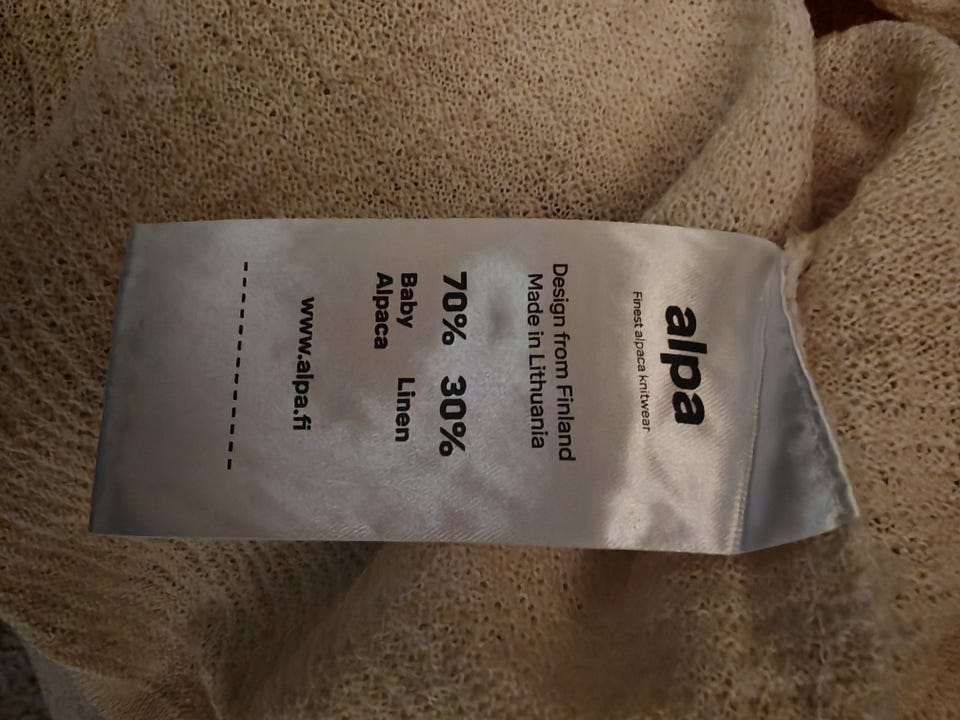 alpa
Finest alpaca knitwear
Design from Finland
Made in Lithuania
70% 30%
Baby Linen
Alpaca
www.alpa.fi